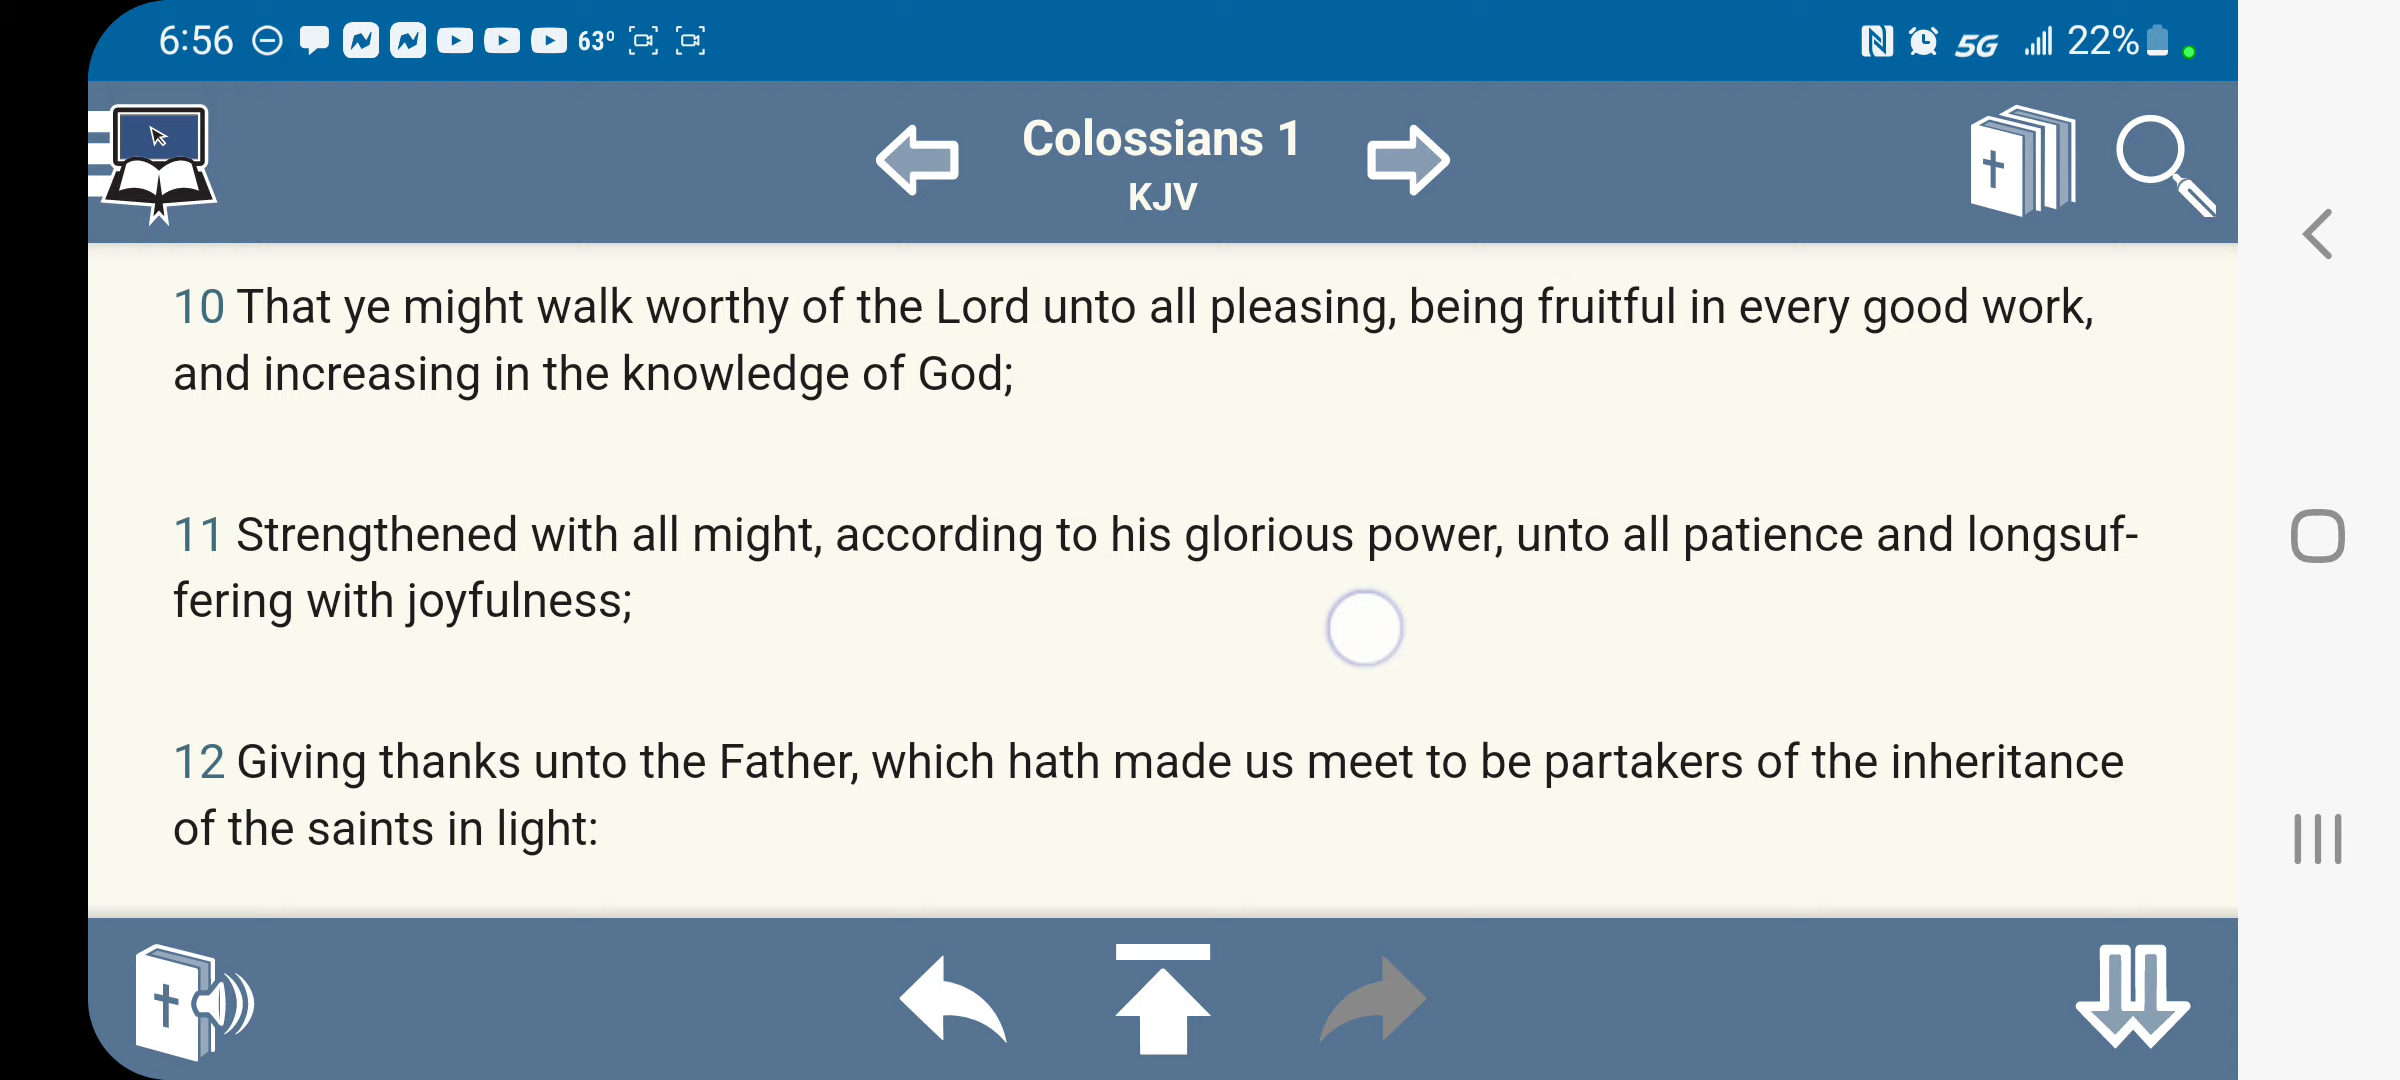 6:56 63° 5G 22%
Colossians 1
KJV
10 That ye might walk worthy of the Lord unto all pleasing, being fruitful in every good work,
and increasing in the knowledge of God;
11 Strengthened with all might, according to his glorious power, unto all patience and longsuf-
fering with joyfulness;
12 Giving thanks unto the Father, which hath made us meet to be partakers of the inheritance
of the saints in light: